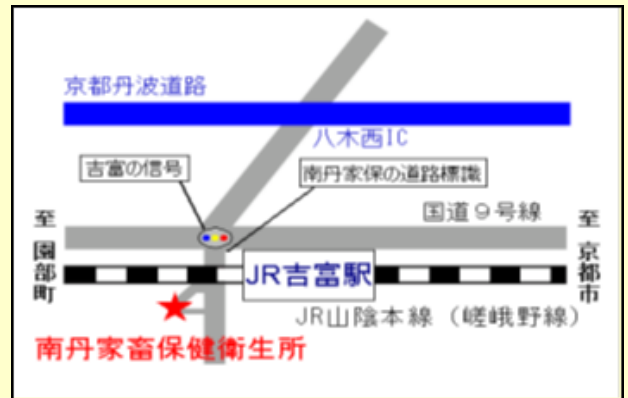 京都丹波道路
八木西IC
吉富の信号
南丹家保の道路標識
国道9号線
至園部町
至京都市
JR吉富駅
JR山陰本線（嵯峨野線）
南丹家畜保健衛生所